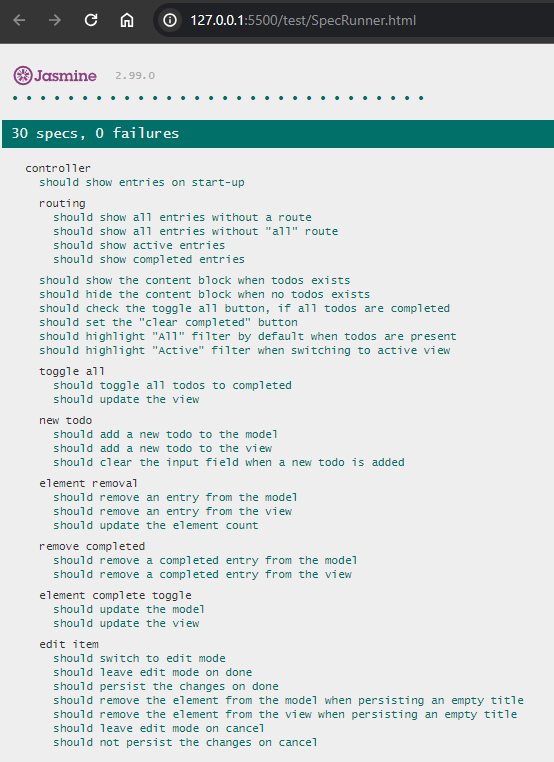 127.0.0.1:5500/test/SpecRunner.html
Jasmine 2.99.0
30 specs, 0 failures
controller
should show entries on start-up
routing
should show all entries without a route
should show all entries without "all" route
should show active entries
should show completed entries
should show the content block when todos exists
should hide the content block when no todos exists
should check the toggle all button, if all todos are completed
should set the "clear completed" button
should highlight "All" filter by default when todos are present
should highlight "Active" filter when switching to active view
toggle all
should toggle all todos to completed
should update the view
new todo
should add a new todo to the model
should add a new todo to the view
should clear the input field when a new todo is added
element removal
should remove an entry from the model
should remove an entry from the view
should update the element count
remove completed
should remove a completed entry from the model
should remove a completed entry from the view
element complete toggle
should update the model
should update the view
edit item
should switch to edit mode
should leave edit mode on done
should persist the changes on done
should remove the element from the model when persisting an empty title
should remove the element from the view when persisting an empty title
should leave edit mode on cancel
should not persist the changes on cancel